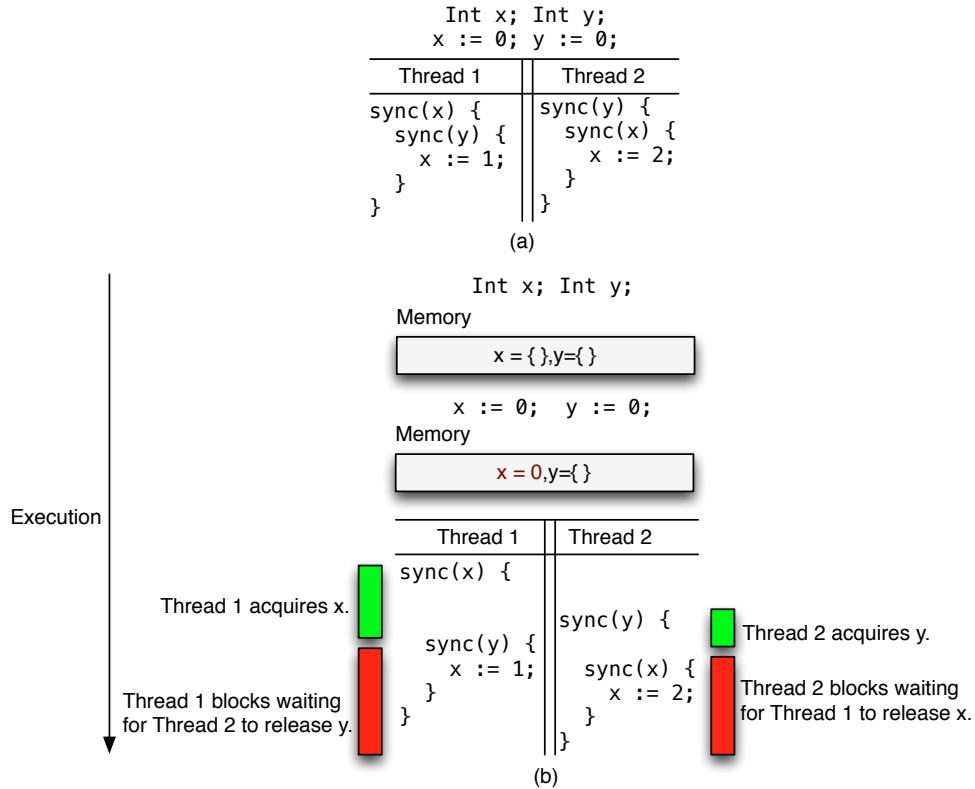 Int x; Int y;
x := 0; y := 0;
Thread 1 Thread 2
sync(x) {
sync(y) {
x := 1;
}
}
sync(y) {
sync(x) {
x := 2;
}
}
(a)
Int x; Int y;
Memory
x = { },y={ }
x := 0; y := 0;
Memory
x = 0,y={ }
Execution
Thread 1 Thread 2
Thread 1 acquires x.
Thread 1 blocks waiting
for Thread 2 to release y.
sync(x) {
sync(y) {
x := 1;
}
}
sync(y) {
sync(x) {
x := 2;
}
}
Thread 2 acquires y.
Thread 2 blocks waiting
for Thread 1 to release x.
(b)